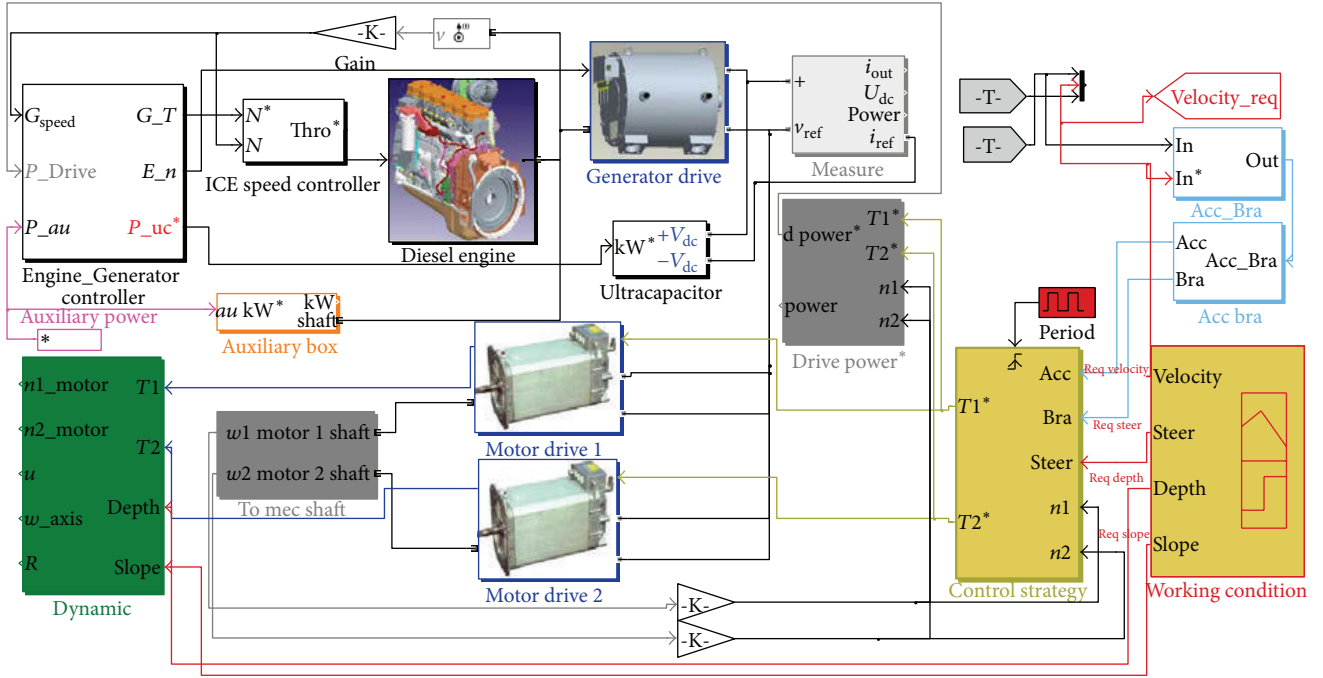 -K-
v
Gain
G_speed
P_Drive
P_au
G_T
E_n
P_uc*
Engine_Generator
controller
N*
N
Thro*
ICE speed controller
Diesel engine
Generator drive
+
v_ref
i_out
U_dc
Power
i_ref
Measure
-T-
-T-
Velocity_req
In
In*
Out
Acc_Bra
Acc
Bra
Acc_Bra
Acc bra
kW*
+V_dc
−V_dc
Ultracapacitor
d power*
power
T1*
T2*
n1
n2
Drive power*
Period
Auxiliary power
*
au kW*
kW
shaft
Auxiliary box
n1_motor
n2_motor
u
w_axis
R
T1
T2
Depth
Slope
Dynamic
w1 motor 1 shaft
w2 motor 2 shaft
To mec shaft
Motor drive 1
Motor drive 2
-K-
-K-
T1*
T2*
Acc
Bra
Steer
n1
n2
Control strategy
Req velocity
Req steer
Req depth
Req slope
Velocity
Steer
Depth
Slope
Working condition